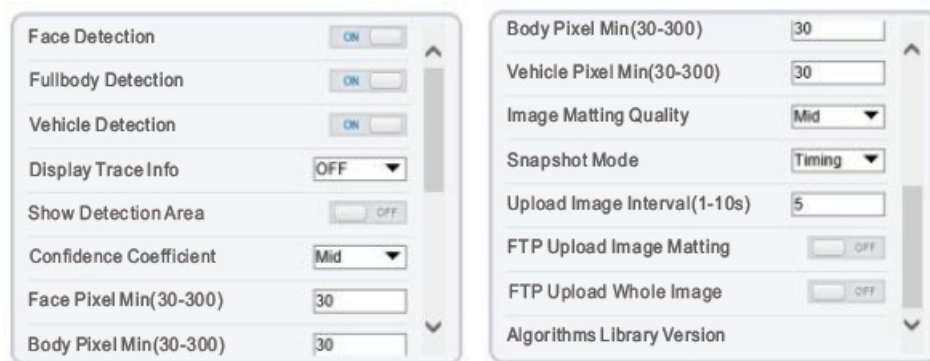 Face Detection ON
Fullbody Detection ON
Vehicle Detection ON
Display Trace Info OFF
Show Detection Area OFF
Confidence Coefficient Mid
Face Pixel Min(30-300) 30
Body Pixel Min(30-300) 30
Body Pixel Min(30-300) 30
Vehicle Pixel Min(30-300) 30
Image Matting Quality Mid
Snapshot Mode Timing
Upload Image Interval(1-10s) 5
FTP Upload Image Matting OFF
FTP Upload Whole Image OFF
Algorithms Library Version